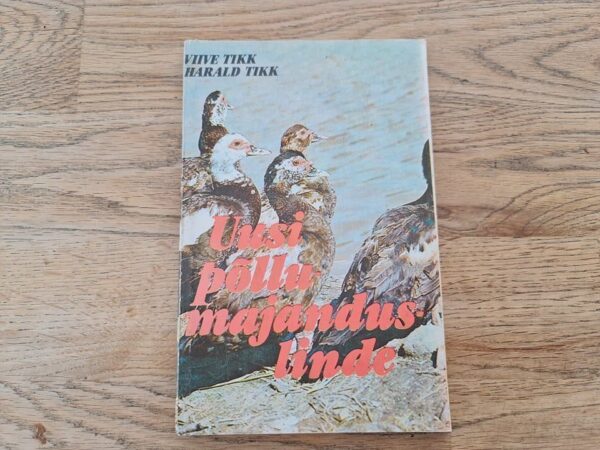 VIIVE TIKK
HARALD TIKK
Uusi
põllu-
majandus-
linde